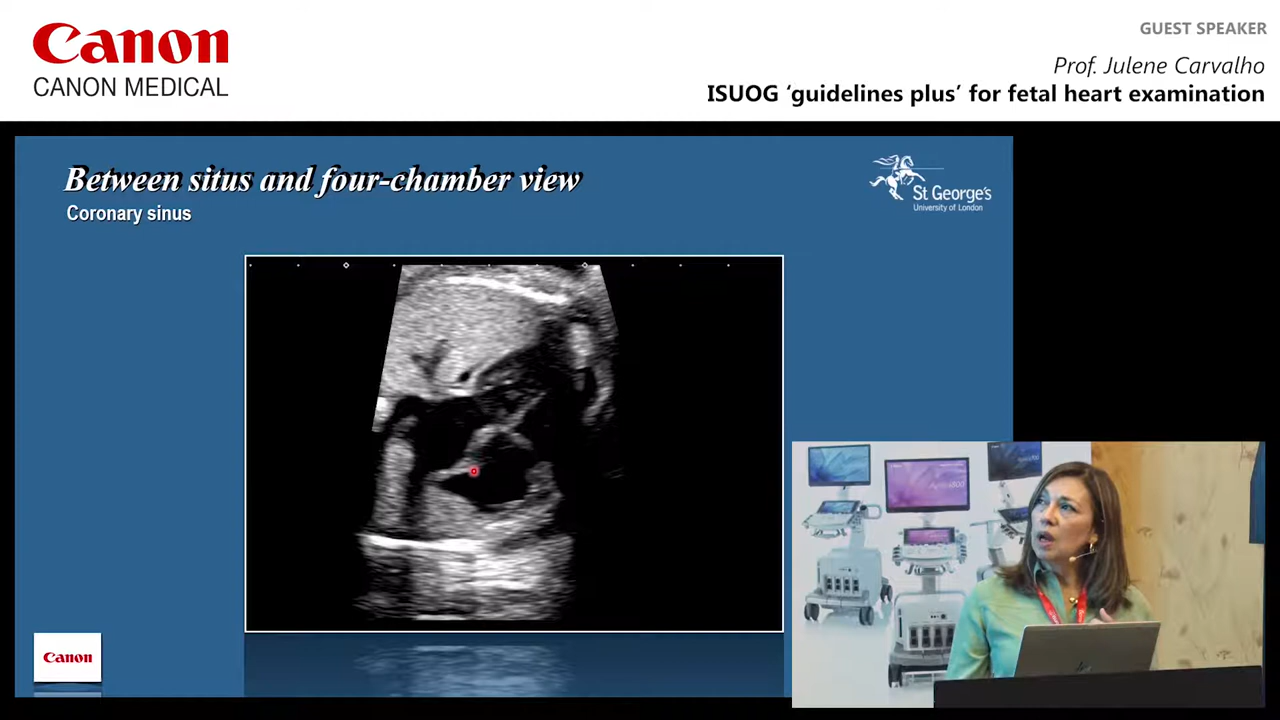 Canon
CANON MEDICAL
GUEST SPEAKER
Prof. Julene Carvalho
ISUOG ‘guidelines plus’ for fetal heart examination
Between situs and four-chamber view
Coronary sinus
St George's
University of London
Canon